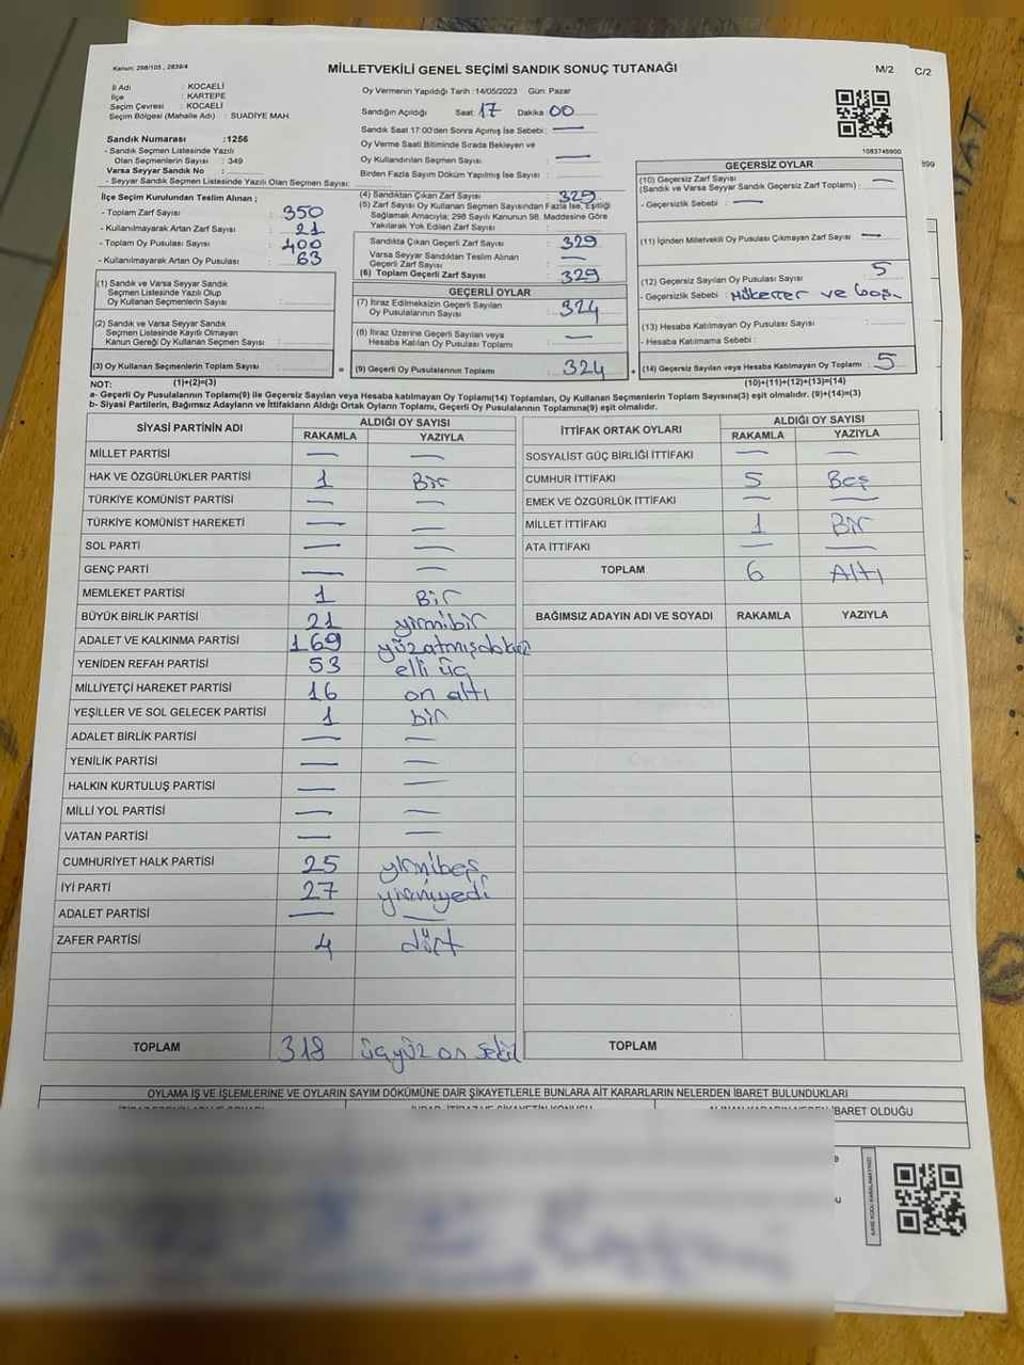 Kanun: 298/105 , 2839/4
MİLLETVEKİLİ GENEL SEÇİMİ SANDIK SONUÇ TUTANAĞI
M/2 C/2
İl Adı : KOCAELİ
İlçe : KARTEPE
Seçim Çevresi : KOCAELİ
Seçim Bölgesi (Mahalle Adı) : SUADİYE MAH.
Sandık Numarası :1256
- Sandık Seçmen Listesinde Yazılı
Olan Seçmenlerin Sayısı : 349
Varsa Seyyar Sandık No :
- Seyyar Sandık Seçmen Listesinde Yazılı Olan Seçmen Sayısı:
İlçe Seçim Kurulundan Teslim Alınan ;
- Toplam Zarf Sayısı : 350
- Kullanılmayarak Artan Zarf Sayısı : 21
- Toplam Oy Pusulası Sayısı : 400
- Kullanılmayarak Artan Oy Pusulası : 63
(1) Sandık ve Varsa Seyyar Sandık
Seçmen Listesinde Yazılı Olup
Oy Kullanan Seçmenlerin Sayısı :
(2) Sandık ve Varsa Seyyar Sandık
Seçmen Listesinde Kayıtlı Olmayan
Kanun Gereği Oy Kullanan Seçmen Sayısı :
(3) Oy Kullanan Seçmenlerin Toplam Sayısı :
Oy Vermenin Yapıldığı Tarih : 14/05/2023 Gün: Pazar
Sandığın Açıldığı Saat: 17 Dakika: 00
Sandık Saat 17:00'den Sonra Açılmış İse Sebebi : —
Oy Verme Saati Bitiminde Sırada Bekleyen ve
Oy Kullandırılan Seçmen Sayısı : —
Birden Fazla Sayım Döküm Yapılmış İse Sayısı :
(4) Sandıktan Çıkan Zarf Sayısı : 329
(5) Zarf Sayısı Oy Kullanan Seçmen Sayısından Fazla İse, Eşitliği
Sağlamak Amacıyla; 298 Sayılı Kanunun 98. Maddesine Göre
Yakılarak Yok Edilen Zarf Sayısı :
Sandıkta Çıkan Geçerli Zarf Sayısı : 329
Varsa Seyyar Sandıktan Teslim Alınan
Geçerli Zarf Sayısı : —
(6) Toplam Geçerli Zarf Sayısı : 329
GEÇERLİ OYLAR
(7) İtiraz Edilmeksizin Geçerli Sayılan
Oy Pusulalarının Sayısı : 324
(8) İtiraz Üzerine Geçerli Sayılan veya
Hesaba Katılan Oy Pusulası Toplamı : —
= (9) Geçerli Oy Pusulalarının Toplamı : 324
1083745900
GEÇERSİZ OYLAR
(10) Geçersiz Zarf Sayısı
(Sandık ve Varsa Seyyar Sandık Geçersiz Zarf Toplamı) : —
- Geçersizlik Sebebi : —
(11) İçinden Milletvekili Oy Pusulası Çıkmayan Zarf Sayısı : —
(12) Geçersiz Sayılan Oy Pusulası Sayısı : 5
- Geçersizlik Sebebi : Mükerrer ve boş
(13) Hesaba Katılmayan Oy Pusulası Sayısı :
- Hesaba Katılmama Sebebi :
+ (14) Geçersiz Sayılan veya Hesaba Katılmayan Oy Toplamı : 5
NOT: (1)+(2)=(3) (10)+(11)+(12)+(13)=(14)
a- Geçerli Oy Pusulasının Toplamı(9) ile Geçersiz Sayılan veya Hesaba katılmayan Oy Toplamı(14) Toplamları, Oy Kullanan Seçmenlerin Toplam Sayısına(3) eşit olmalıdır. (9)+(14)=(3)
b- Siyasi Partilerin, Bağımsız Adayların ve İttifakların Aldığı Ortak Oyların Toplamı, Geçerli Oy Pusulalarının Toplamına(9) eşit olmalıdır.
SİYASİ PARTİNİN ADI ALDIĞI OY SAYISI
RAKAMLA YAZIYLA
MİLLET PARTİSİ — —
HAK VE ÖZGÜRLÜKLER PARTİSİ 1 Bir
TÜRKİYE KOMÜNİST PARTİSİ — —
TÜRKİYE KOMÜNİST HAREKETİ — —
SOL PARTİ — —
GENÇ PARTİ — —
MEMLEKET PARTİSİ 1 Bir
BÜYÜK BİRLİK PARTİSİ 21 yirmibir
ADALET VE KALKINMA PARTİSİ 169 yüzatmışdokuz
YENİDEN REFAH PARTİSİ 53 elli üç
MİLLİYETÇİ HAREKET PARTİSİ 16 on altı
YEŞİLLER VE SOL GELECEK PARTİSİ 1 bir
ADALET BİRLİK PARTİSİ — —
YENİLİK PARTİSİ — —
HALKIN KURTULUŞ PARTİSİ — —
MİLLİ YOL PARTİSİ — —
VATAN PARTİSİ — —
CUMHURİYET HALK PARTİSİ 25 yirmibeş
İYİ PARTİ 27 yirmiyedi
ADALET PARTİSİ — —
ZAFER PARTİSİ 4 dört
TOPLAM 318 üçyüz on sekiz
İTTİFAK ORTAK OYLARI ALDIĞI OY SAYISI
RAKAMLA YAZIYLA
SOSYALİST GÜÇ BİRLİĞİ İTTİFAKI — —
CUMHUR İTTİFAKI 5 Beş
EMEK VE ÖZGÜRLÜK İTTİFAKI — —
MİLLET İTTİFAKI 1 Bir
ATA İTTİFAKI — —
TOPLAM 6 Altı
BAĞIMSIZ ADAYIN ADI VE SOYADI RAKAMLA YAZIYLA
TOPLAM
OYLAMA İŞ VE İŞLEMLERİNE VE OYLARIN SAYIM DÖKÜMÜNE DAİR ŞİKAYETLERLE BUNLARA AİT KARARLARIN NELERDEN İBARET BULUNDUKLARI
İBARET OLDUĞU